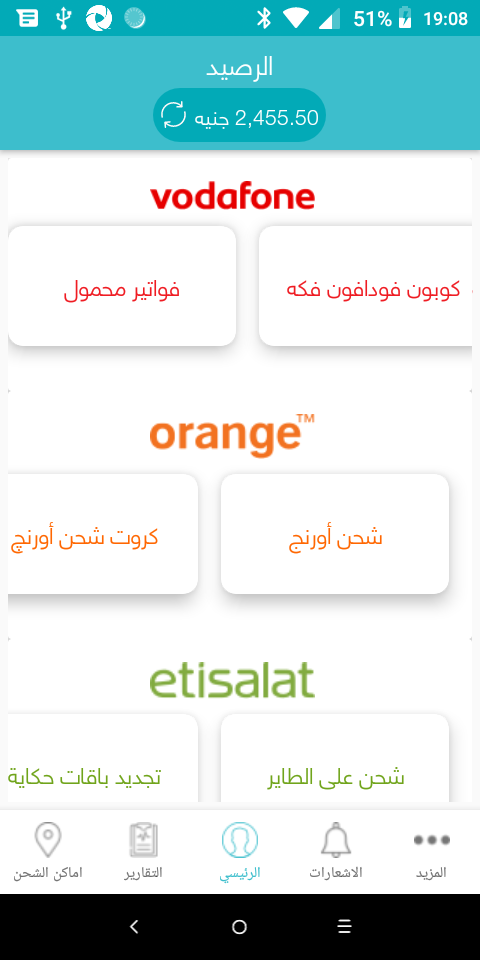 51% 19:08
الرصيد
2,455.50 جنيه
vodafone
كوبون فودافون فكه
فواتير محمول
orange™
شحن أورنج
كروت شحن أورنچ
etisalat
شحن على الطاير
تجديد باقات حكاية
المزيد
الاشعارات
الرئيسي
التقارير
اماكن الشحن